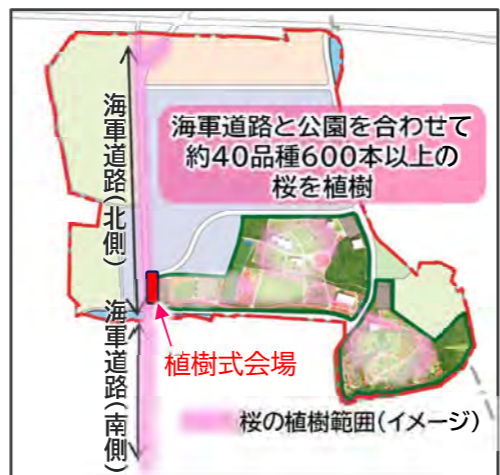 海軍道路(北側)
海軍道路と公園を合わせて
約40品種600本以上の
桜を植樹
植樹式会場
海軍道路(南側)
桜の植樹範囲(イメージ)